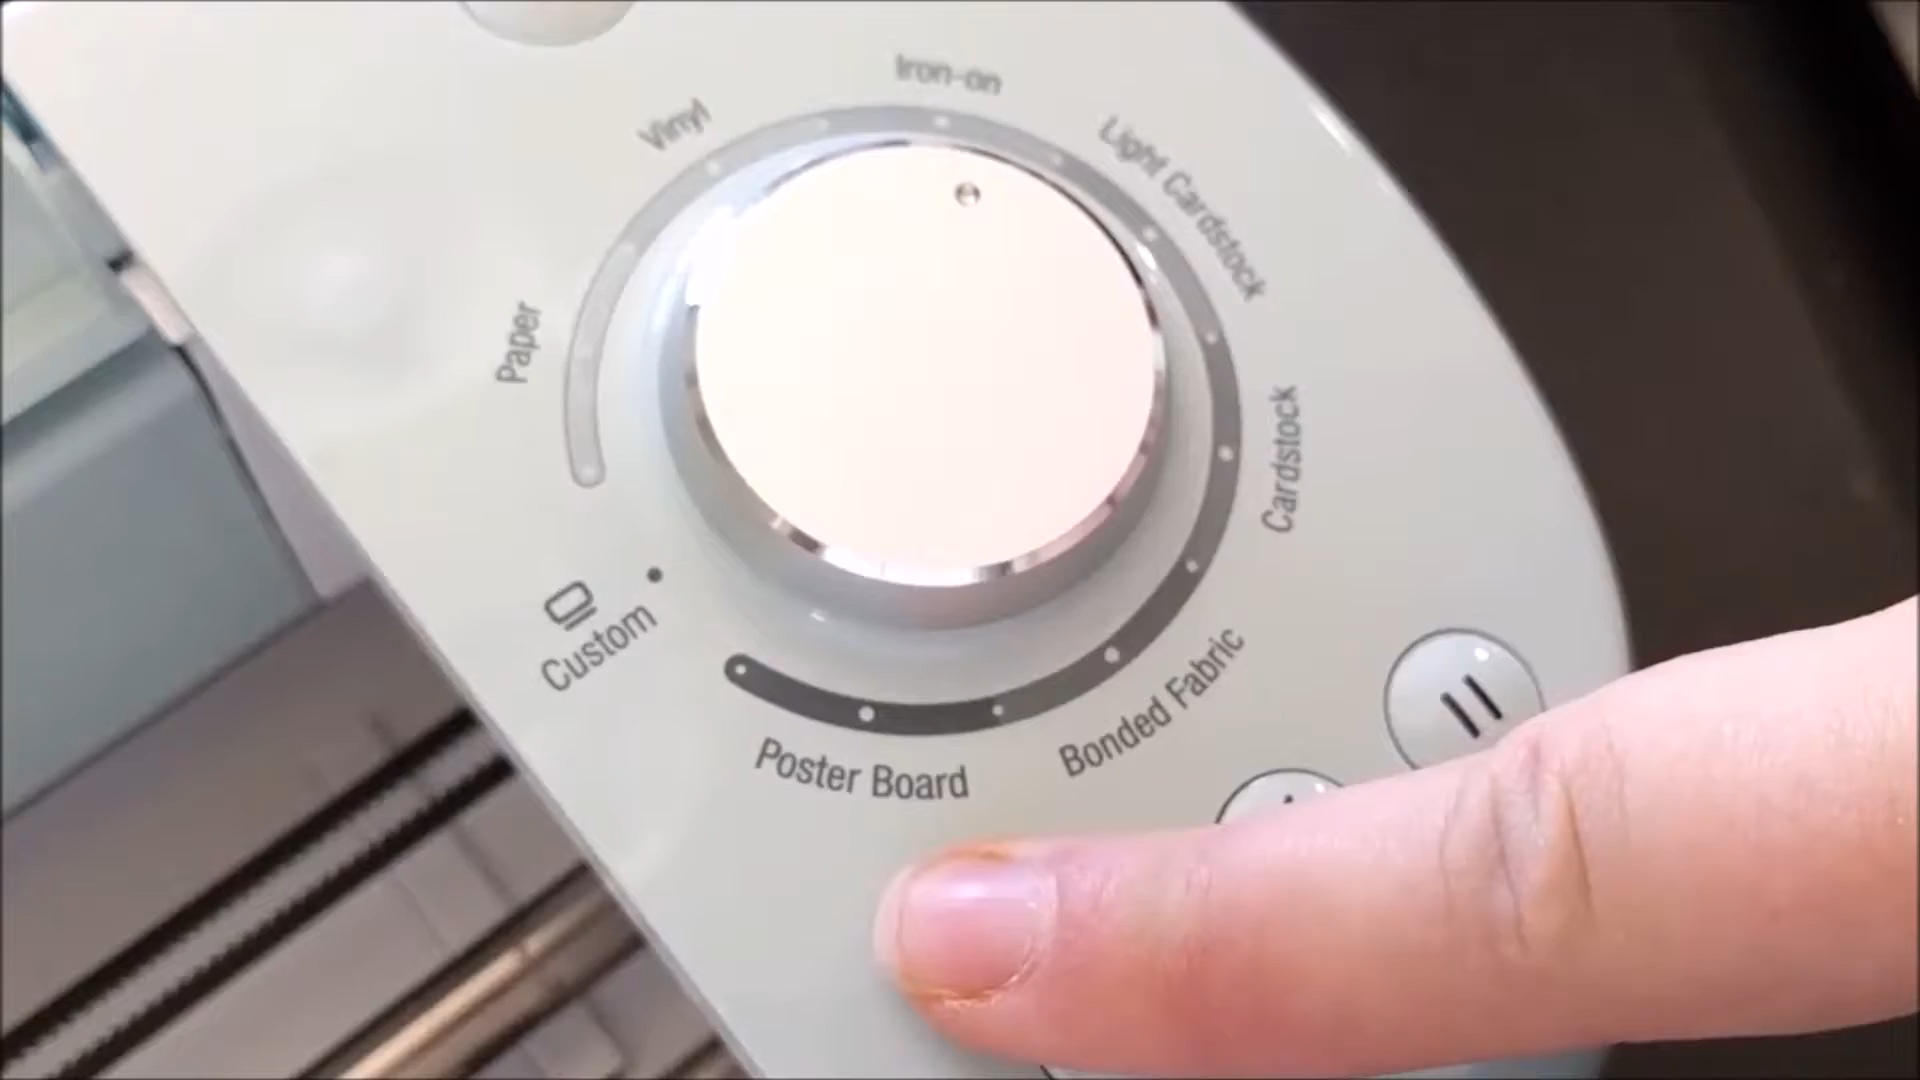 Iron-on
Vinyl
Light Cardstock
Paper
Cardstock
Custom
Bonded Fabric
Poster Board